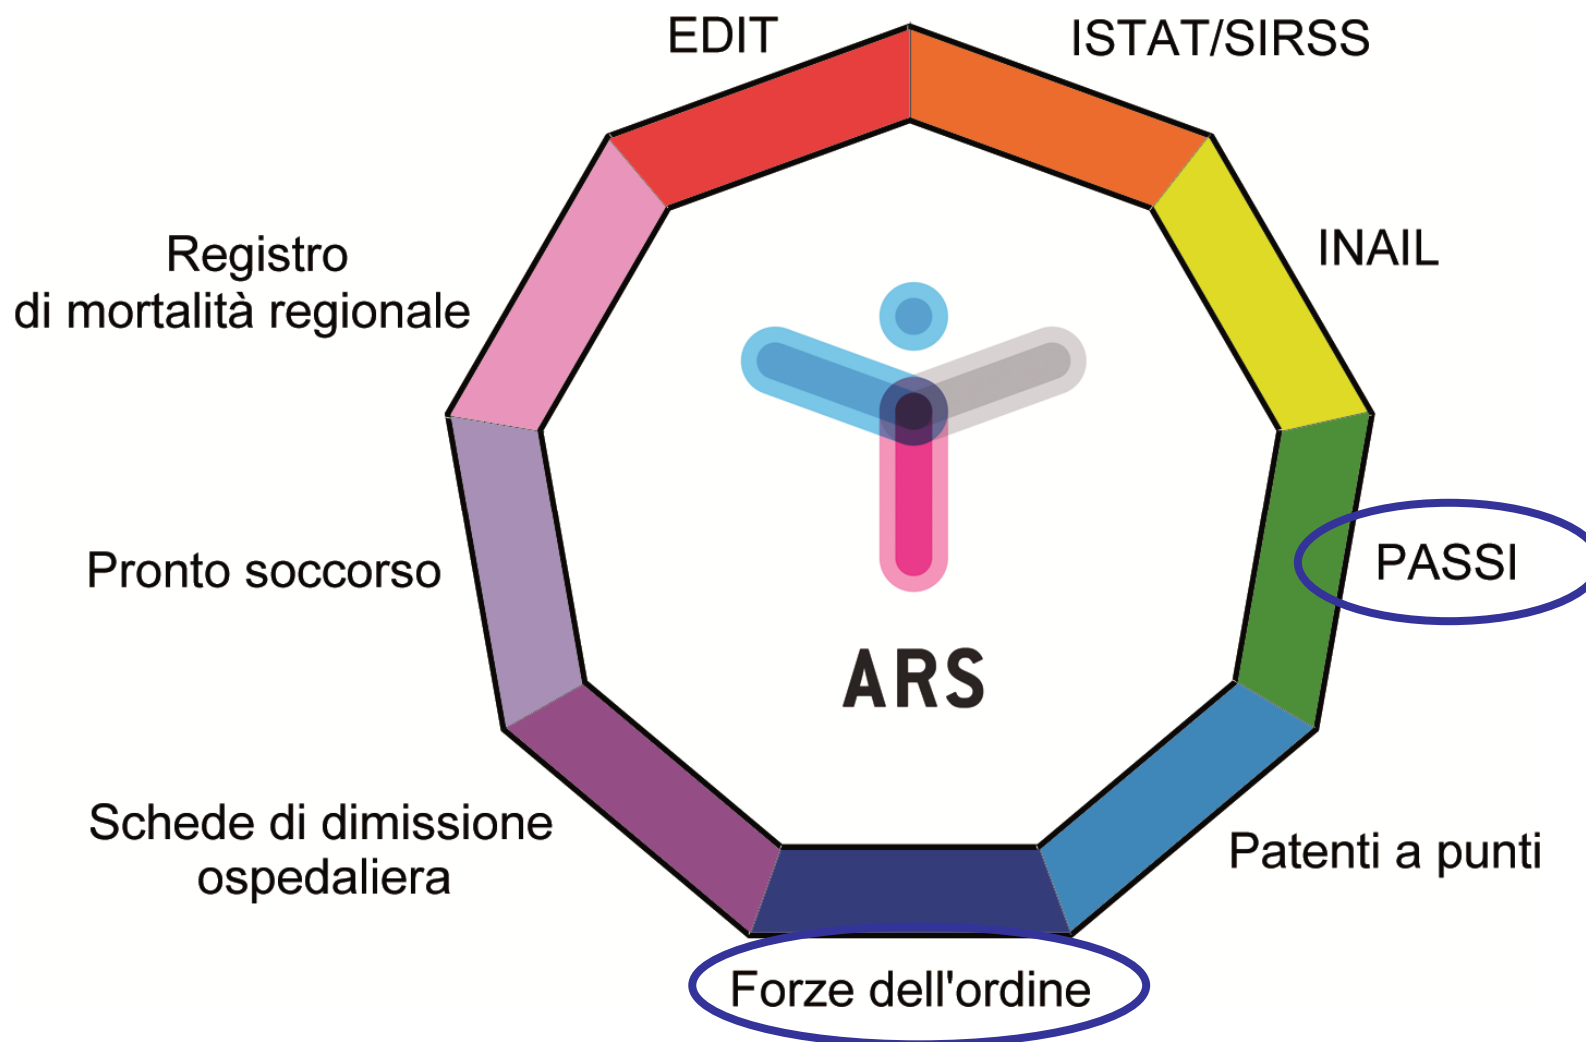 EDIT
ISTAT/SIRSS
Registro
di mortalità regionale
INAIL
Pronto soccorso
PASSI
ARS
Schede di dimissione
ospedaliera
Patenti a punti
Forze dell'ordine